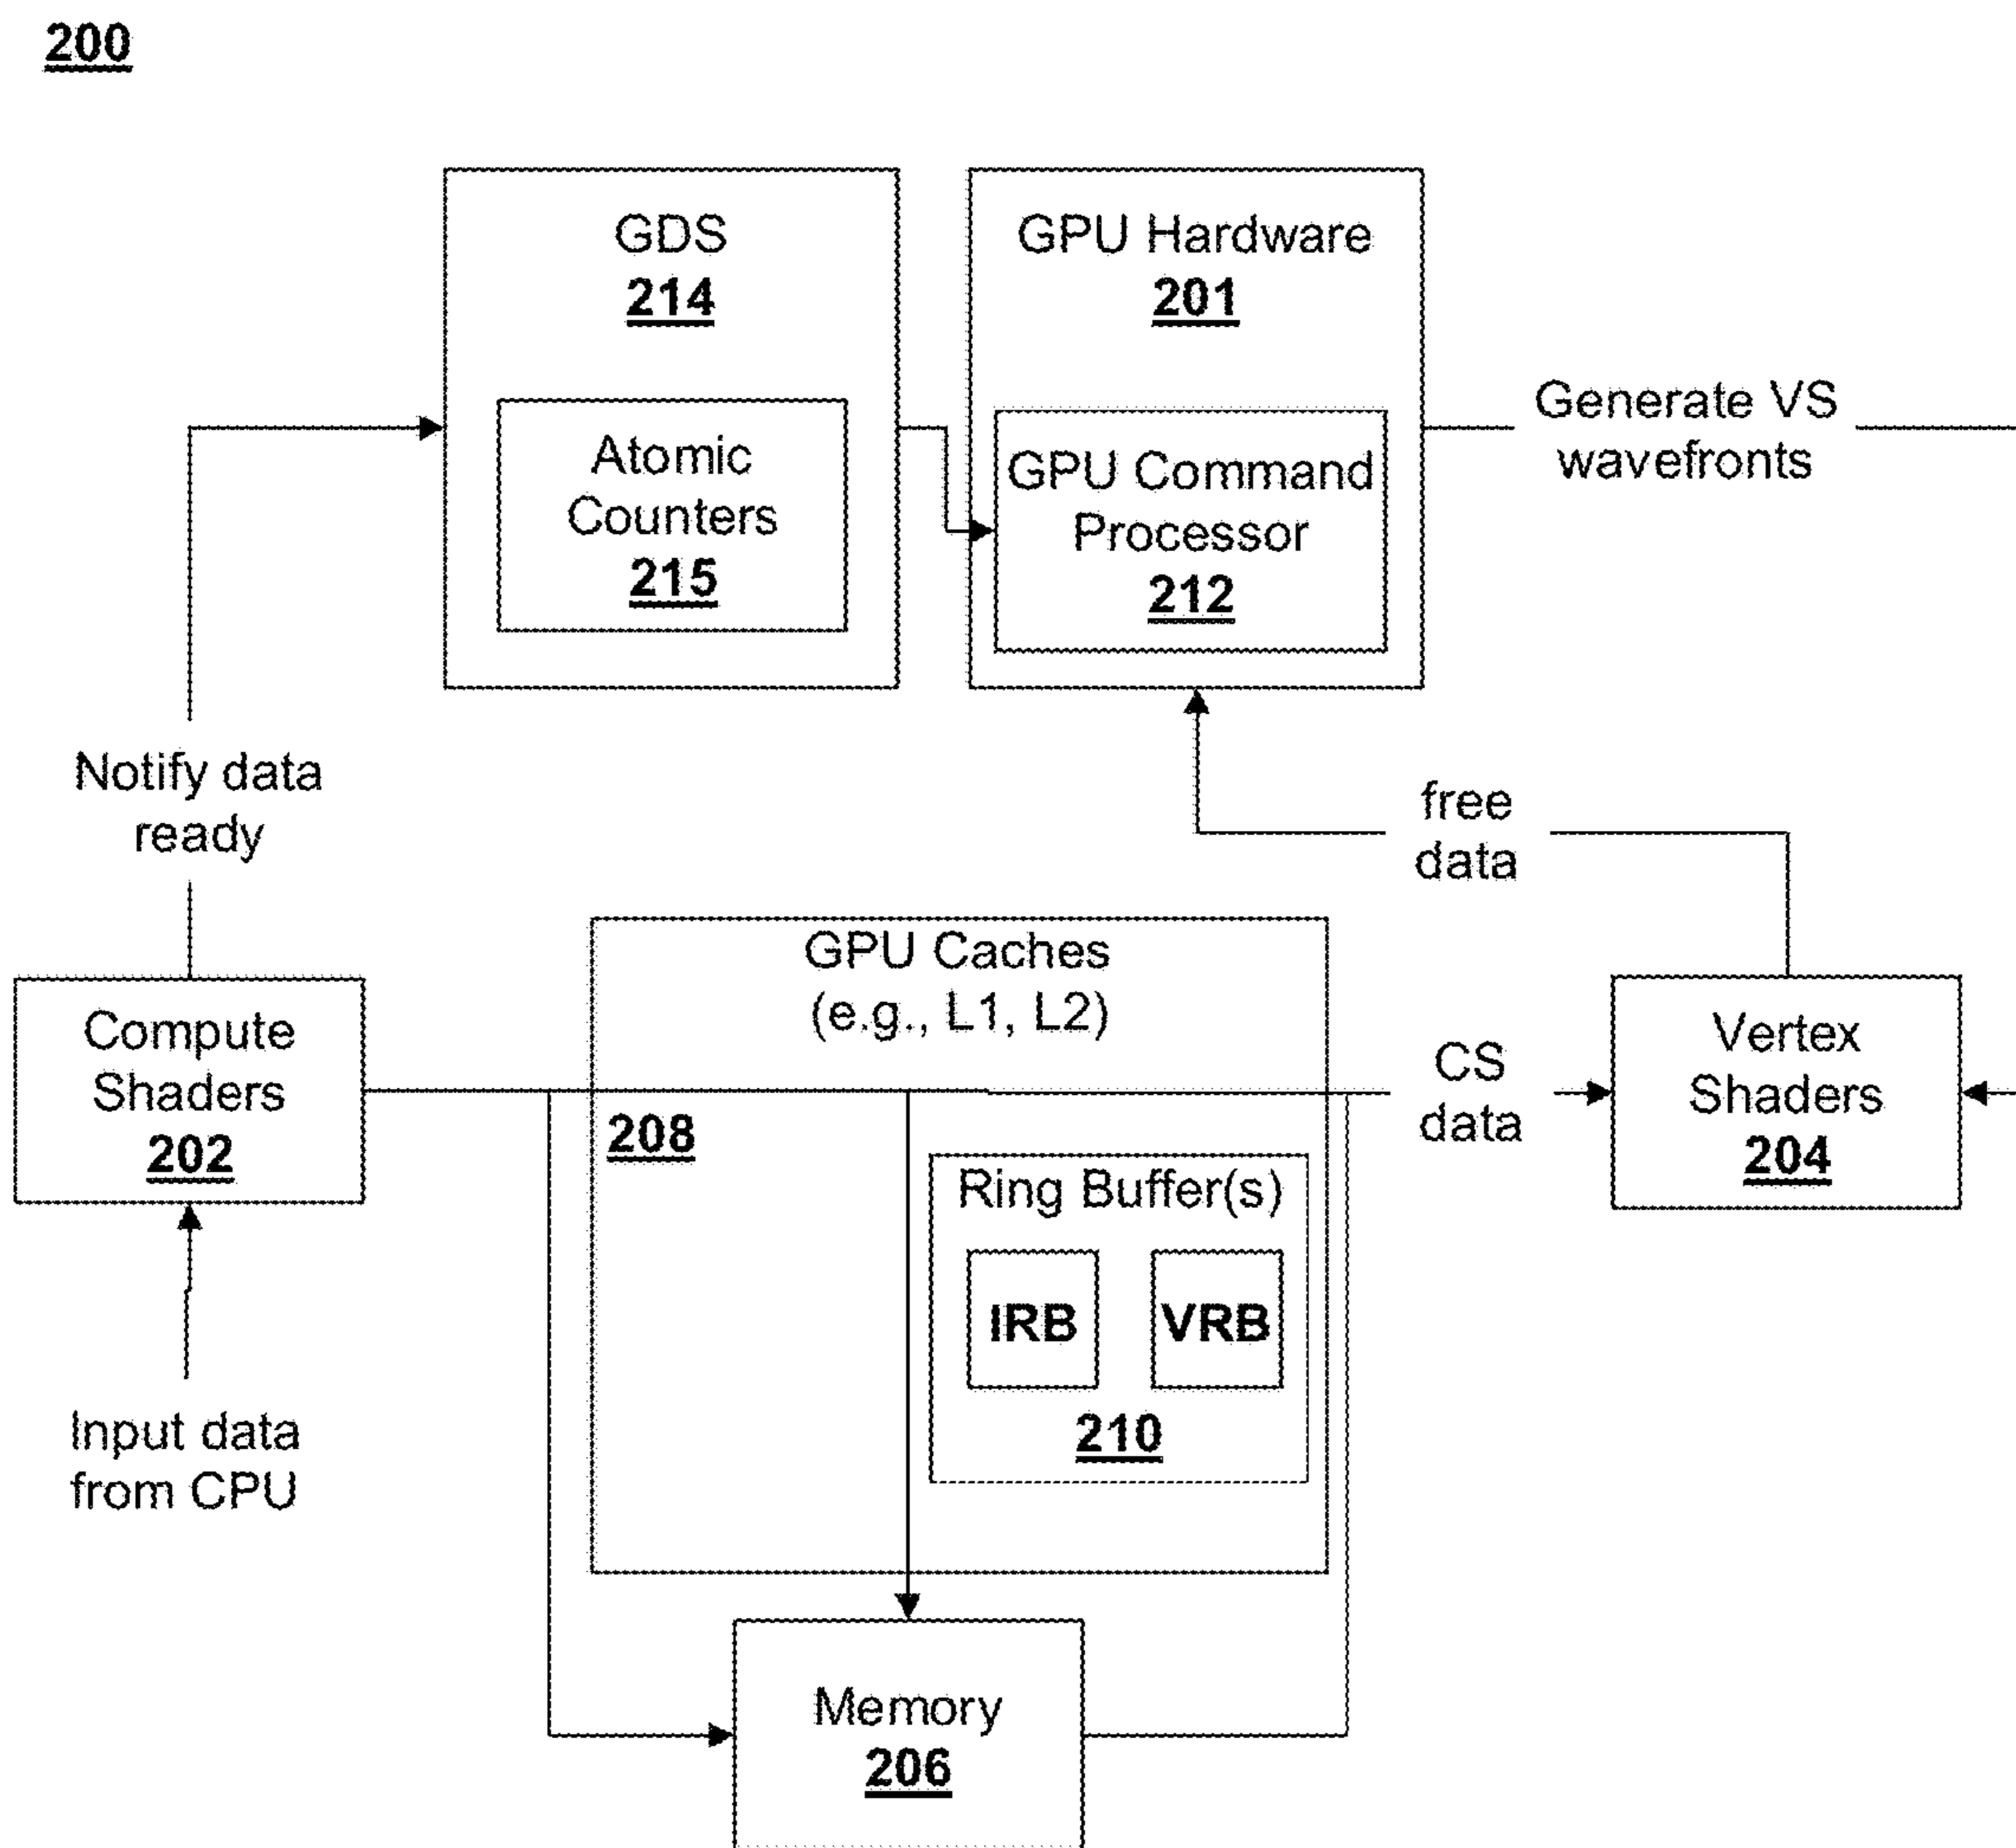 200
GDS
214
Atomic
Counters
215
GPU Hardware
201
GPU Command
Processor
212
Generate VS
wavefronts
Notify data
ready
free
data
Compute
Shaders
202
GPU Caches
(e.g., L1, L2)
208
Ring Buffer(s)
IRB
VRB
210
CS
data
Vertex
Shaders
204
Input data
from CPU
Memory
206